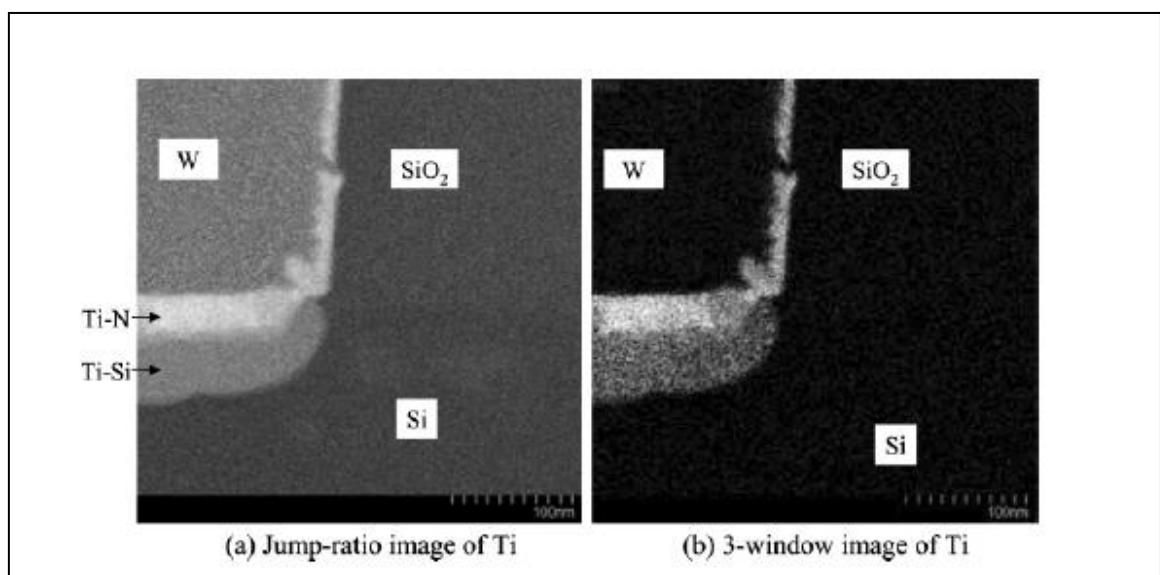 W
SiO₂
Ti-N
Ti-Si
Si
100nm
(a) Jump-ratio image of Ti
W
SiO₂
Si
100nm
(b) 3-window image of Ti